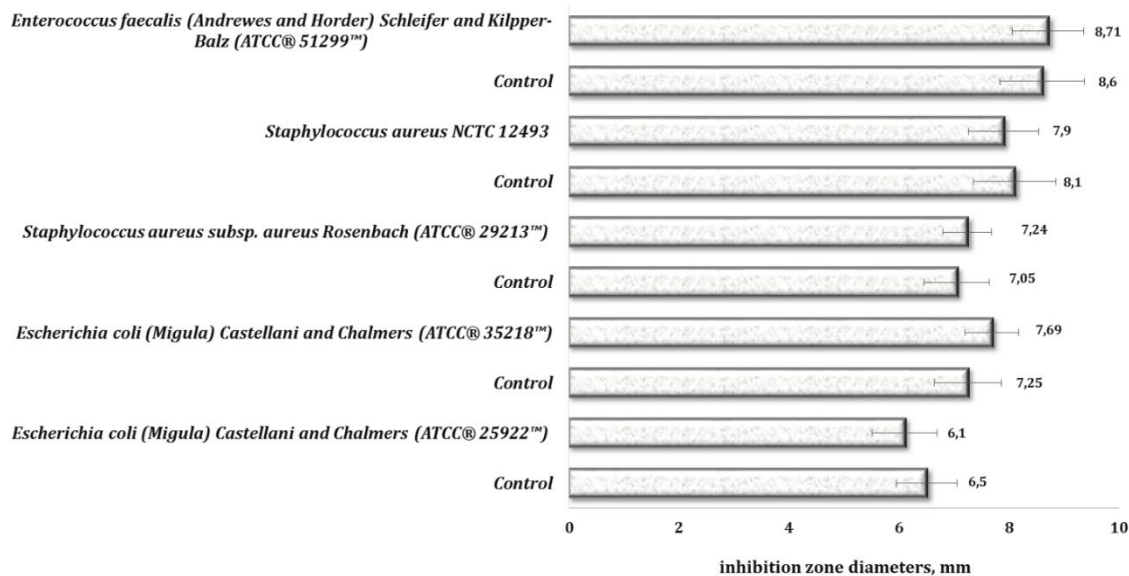 Enterococcus faecalis (Andrewes and Horder) Schleifer and Kilpper-
Balz (ATCC® 51299™)
8,71
Control
8,6
Staphylococcus aureus NCTC 12493
7,9
Control
8,1
Staphylococcus aureus subsp. aureus Rosenbach (ATCC® 29213™)
7,24
Control
7,05
Escherichia coli (Migula) Castellani and Chalmers (ATCC® 35218™)
7,69
Control
7,25
Escherichia coli (Migula) Castellani and Chalmers (ATCC® 25922™)
6,1
Control
6,5
0 2 4 6 8 10
inhibition zone diameters, mm